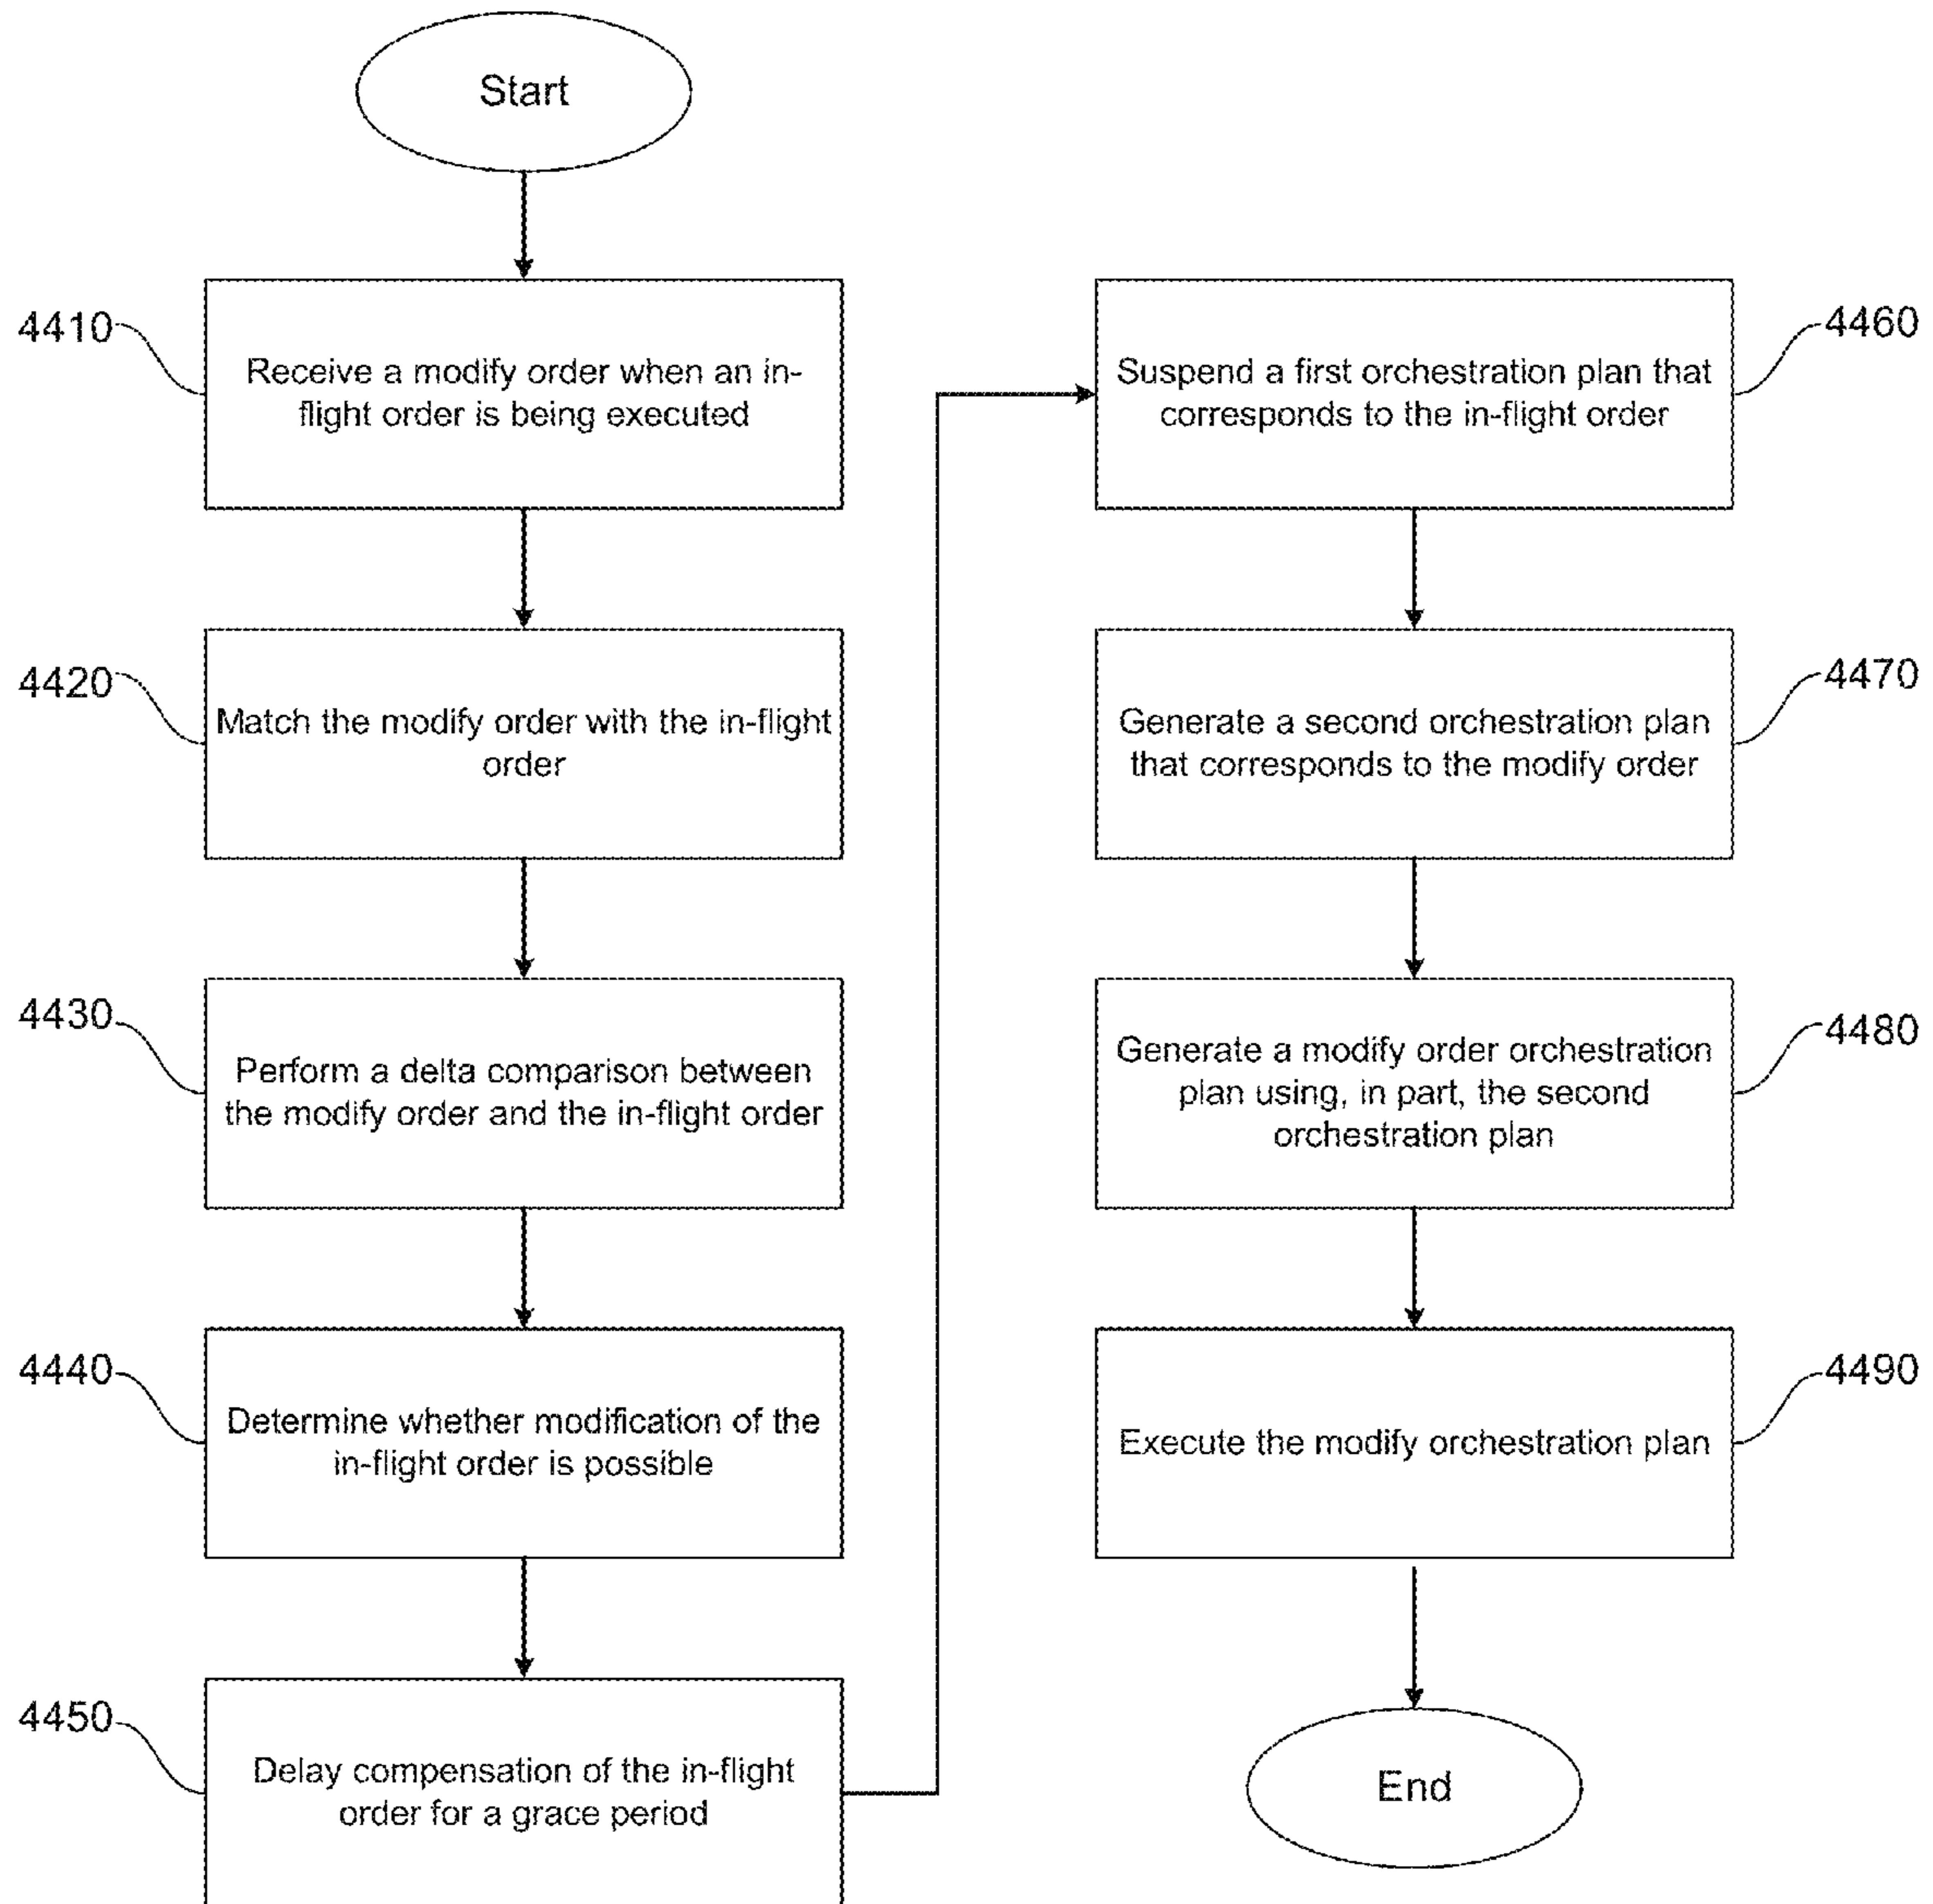 Start
4410
Receive a modify order when an in-
flight order is being executed
4420
Match the modify order with the in-flight
order
4430
Perform a delta comparison between
the modify order and the in-flight order
4440
Determine whether modification of the
in-flight order is possible
4450
Delay compensation of the in-flight
order for a grace period
4460
Suspend a first orchestration plan that
corresponds to the in-flight order
4470
Generate a second orchestration plan
that corresponds to the modify order
4480
Generate a modify order orchestration
plan using, in part, the second
orchestration plan
4490
Execute the modify orchestration plan
End